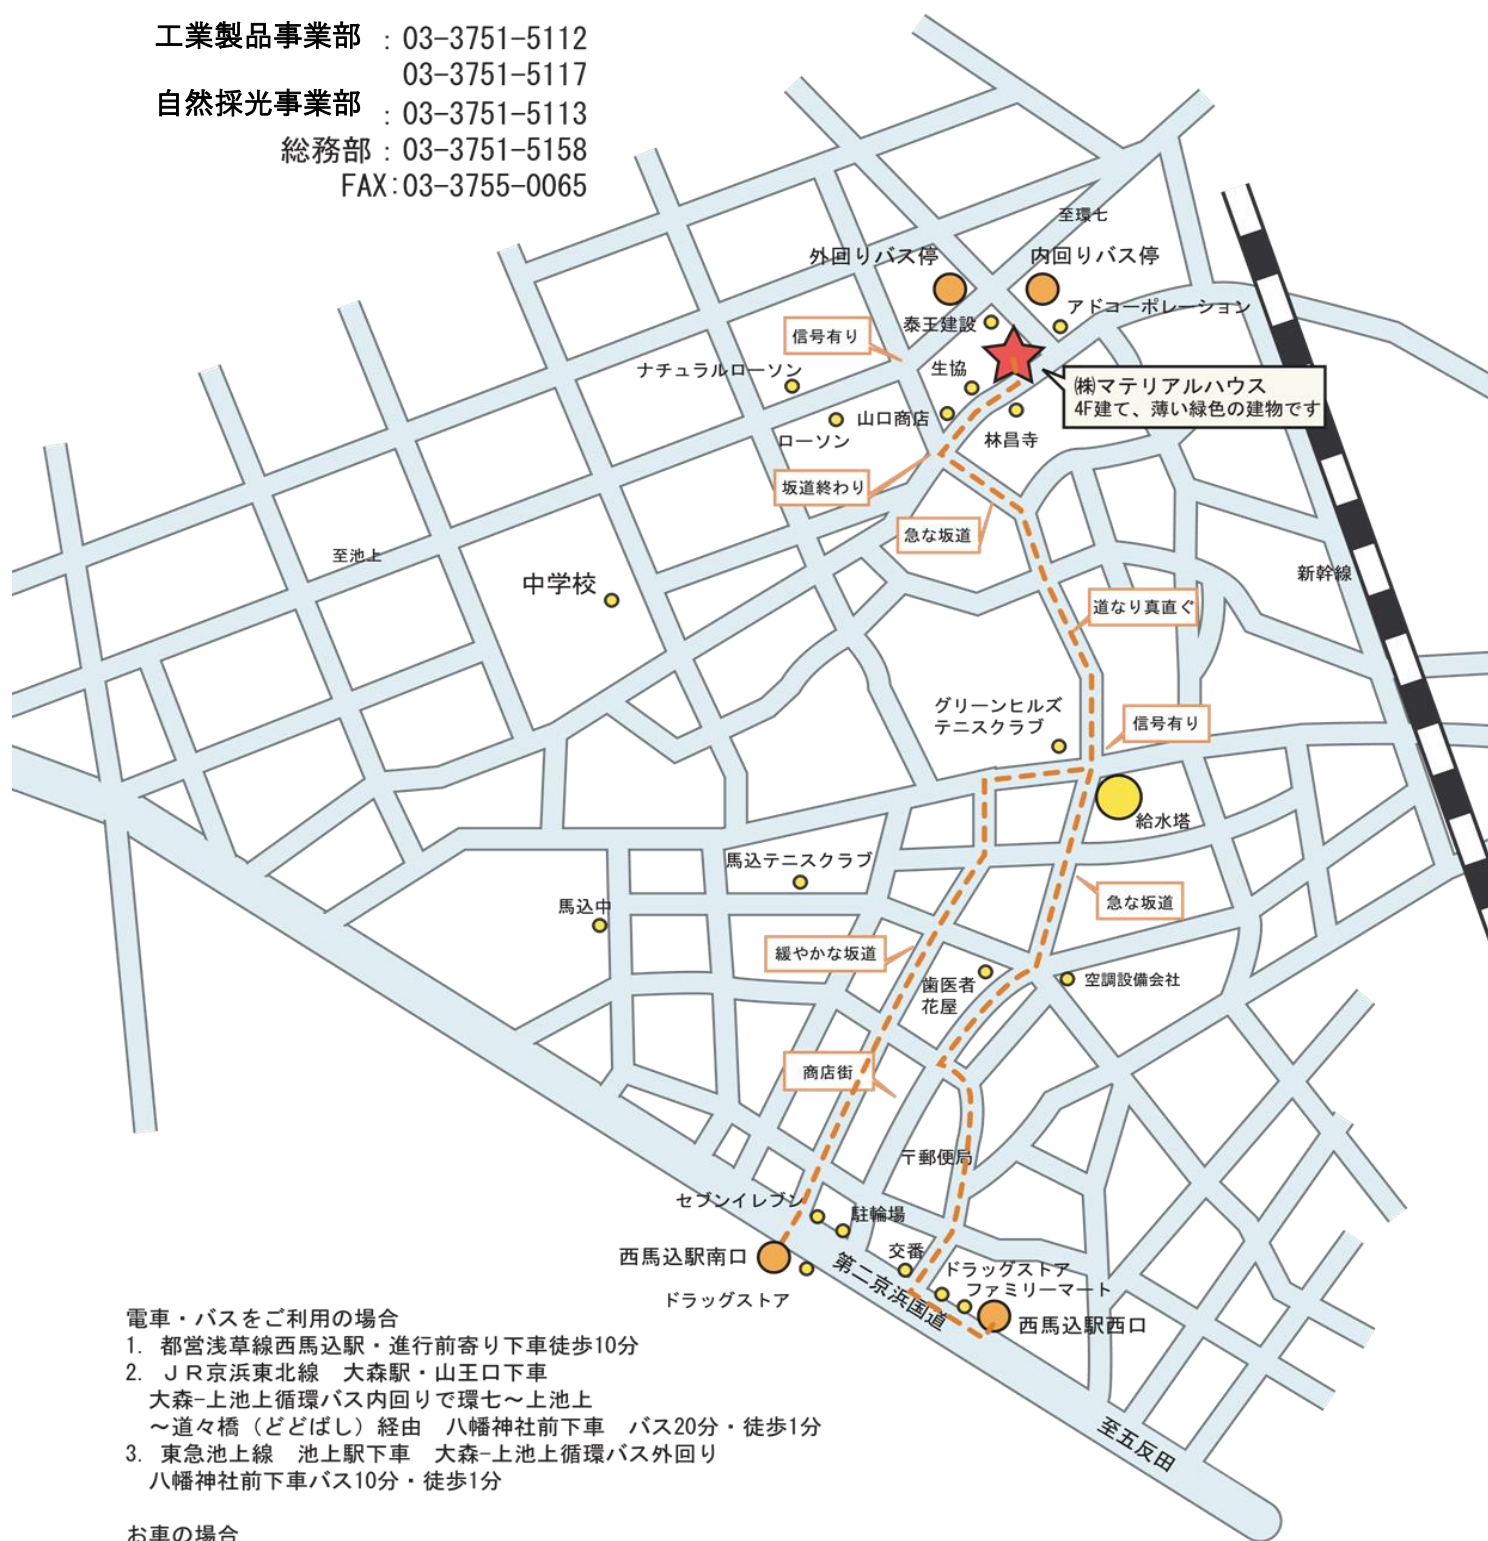 工業製品事業部 : 03-3751-5112
03-3751-5117
自然採光事業部 : 03-3751-5113
総務部 : 03-3751-5158
FAX:03-3755-0065
至環七
外回りバス停
内回りバス停
アドコーポレーション
泰王建設
信号有り
ナチュラルローソン
生協
㈱マテリアルハウス
4F建て、薄い緑色の建物です
山口商店
ローソン
林昌寺
坂道終わり
急な坂道
至池上
中学校
新幹線
道なり真直ぐ
グリーンヒルズ
テニスクラブ
信号有り
給水塔
馬込テニスクラブ
急な坂道
馬込中
緩やかな坂道
歯医者
花屋
空調設備会社
商店街
〒郵便局
セブンイレブン
駐輪場
西馬込駅南口
交番
第二京浜国道
ドラッグストア
ファミリーマート
ドラッグストア
西馬込駅西口
至五反田
電車・バスをご利用の場合
1. 都営浅草線西馬込駅・進行前寄り下車徒歩10分
2. ＪＲ京浜東北線 大森駅・山王口下車
大森-上池上循環バス内回りで環七～上池上
～道々橋（どどばし）経由 八幡神社前下車 バス20分・徒歩1分
3. 東急池上線 池上駅下車 大森-上池上循環バス外回り
八幡神社前下車バス10分・徒歩1分
お車の場合